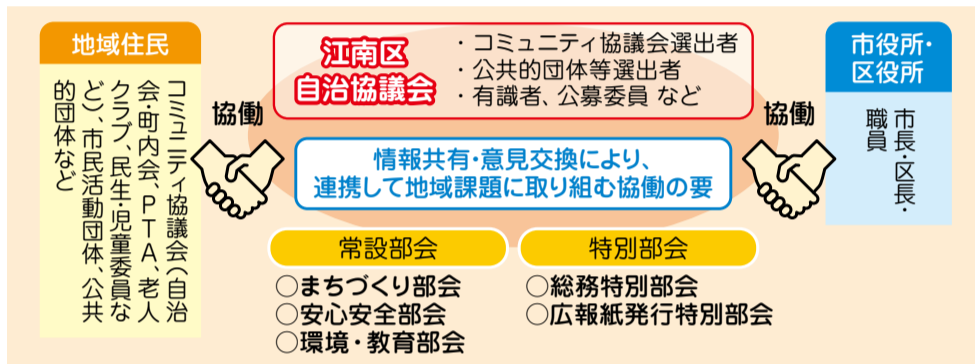 地域住民
コミュニティ協議会(自治
会・町内会、PTA、老人
クラブ、民生・児童委員な
ど)、市民活動団体、公共
的団体など
協働
江南区
自治協議会
・コミュニティ協議会選出者
・公共的団体等選出者
・有識者、公募委員 など
情報共有・意見交換により、
連携して地域課題に取り組む協働の要
常設部会
○まちづくり部会
○安心安全部会
○環境・教育部会
特別部会
○総務特別部会
○広報紙発行特別部会
協働
市役所・
区役所
市長・区長・
職員